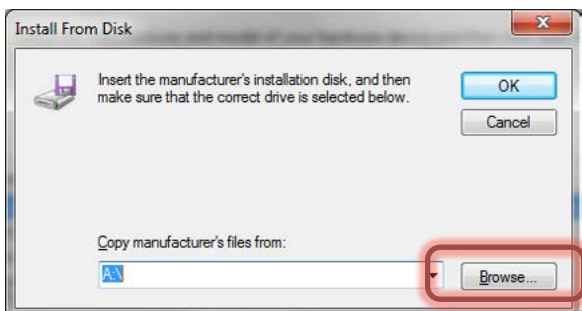 Install From Disk
Insert the manufacturer's installation disk, and then
make sure that the correct drive is selected below.
OK
Cancel
Copy manufacturer's files from:
A:\
Browse...